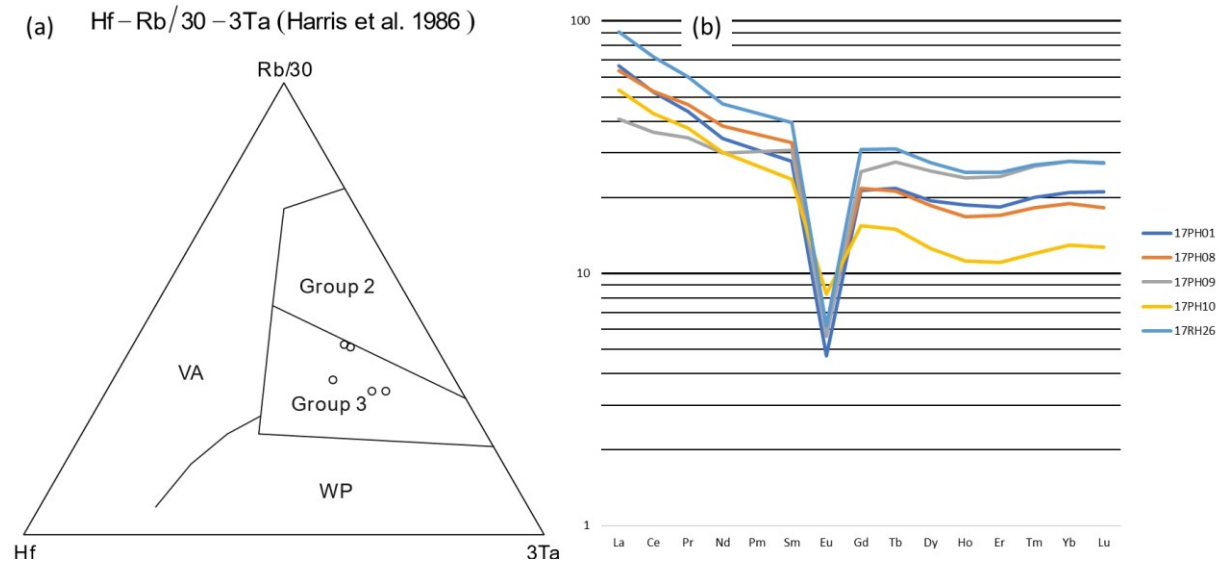 (a) Hf – Rb/30 – 3Ta (Harris et al. 1986 )
Rb/30
Group 2
VA
Group 3
WP
Hf 3Ta
(b)
100
10
1
La Ce Pr Nd Pm Sm Eu Gd Tb Dy Ho Er Tm Yb Lu
17PH01
17PH08
17PH09
17PH10
17RH26